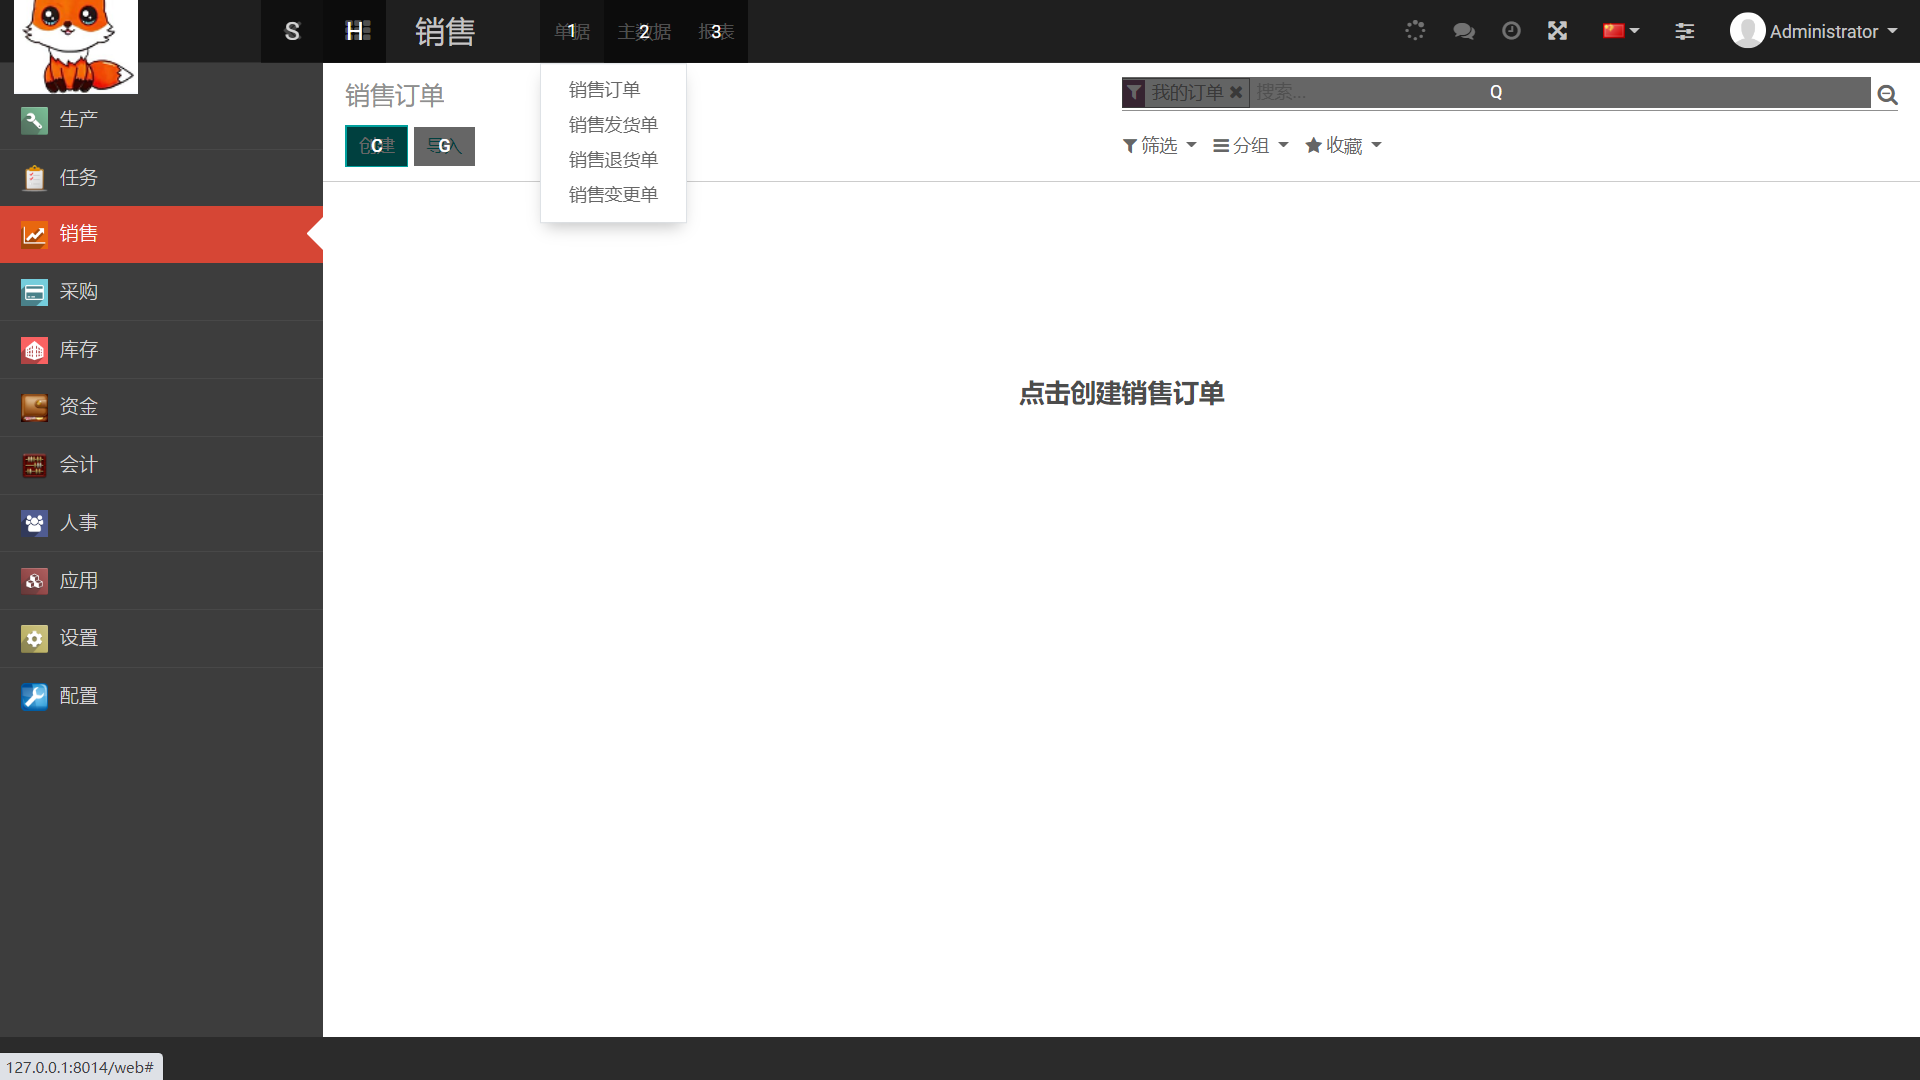 S
H
销售
单据
1
主数据
2
报表
3
Administrator
生产
任务
销售
采购
库存
资金
会计
人事
应用
设置
配置
销售订单
创建
C
导入
G
销售订单
销售发货单
销售退货单
销售变更单
我的订单
搜索...
Q
筛选
分组
收藏
点击创建销售订单
127.0.0.1:8014/web#